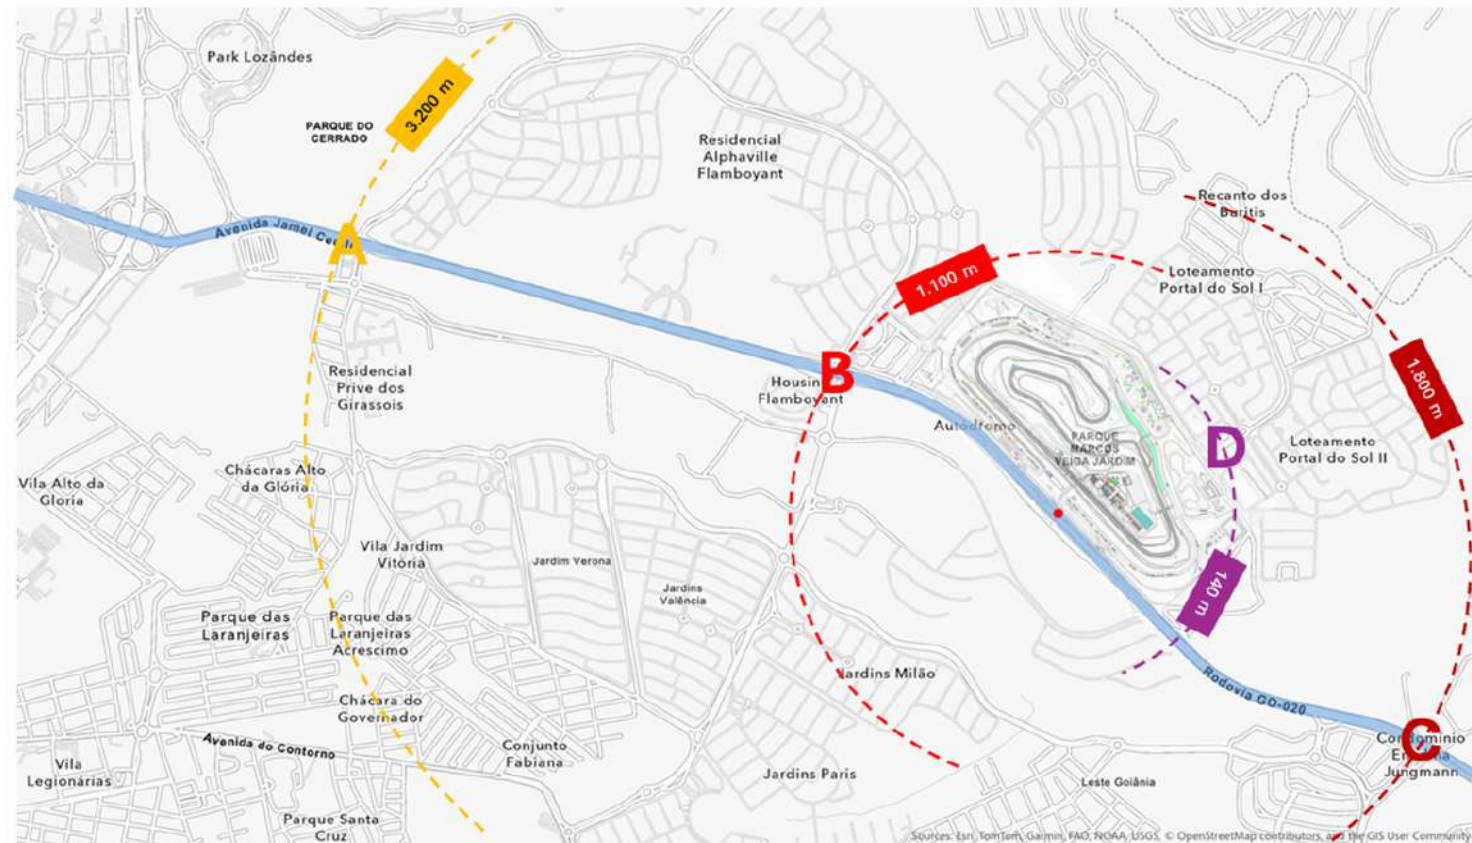 Park Lozândes
3.200 m
PARQUE DO
CERRADO
Residencial
Alphaville
Flamboyant
Recanto dos
Buritis
Avenida Jamel Cecíli
A
1.100 m
Loteamento
Portal do Sol I
B
Housin
Flamboyant
Residencial
Prive dos
Girassois
1.800 m
Autódromo
PARQUE
MARCOS
VEIGA JARDIM
D
Loteamento
Portal do Sol II
Chácaras Alto
da Glória
Vila Alto da
Gloria
Vila Jardim
Vitória
Jardim Verona
Jardins
Valência
140 m
Parque das
Laranjeiras
Parque das
Laranjeiras
Acrescimo
Jardins Milão
Rodovia GO-020
Chácara do
Governador
Avenida do Contorno
Conjunto
Fabiana
C
Condomínio
Jungmann
Vila
Legionárias
Jardins Paris
Leste Goiânia
Parque Santa
Cruz
Sources: Esri, TomTom, Garmin, FAO, NOAA, USGS, © OpenStreetMap contributors, and the GIS User Community